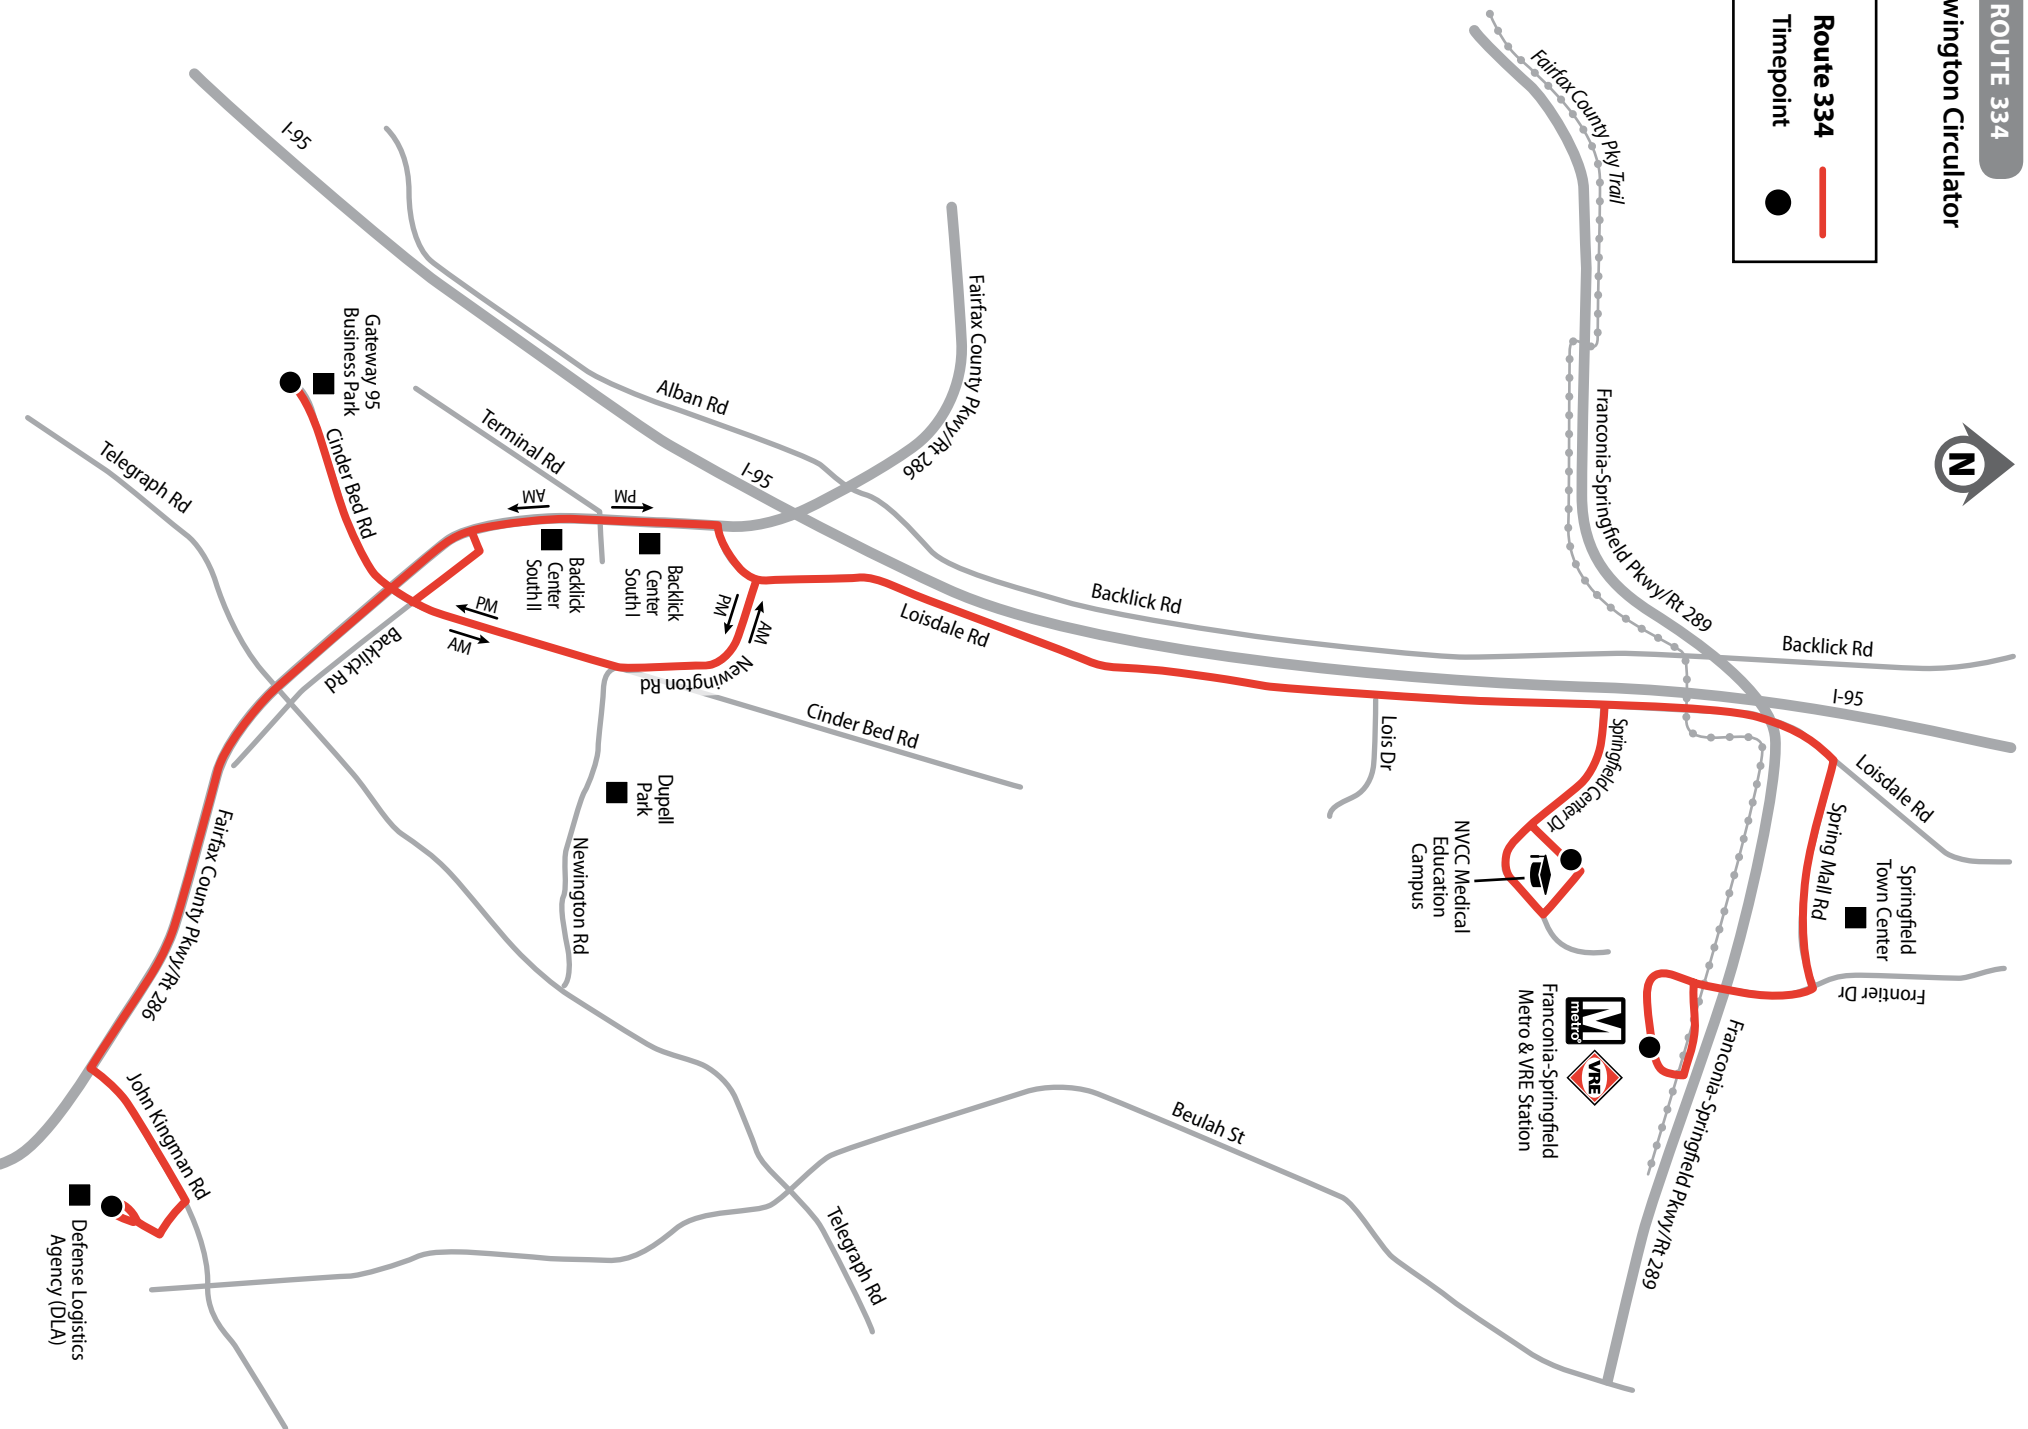 ROUTE 334
wington Circulator
Route 334
Timepoint
N
Fairfax County Pky Trail
Franconia-Springfield Pkwy/Rt 289
Backlick Rd
I-95
Loisdale Rd
Spring Mall Rd
Springfield
Town Center
Frontier Dr
Franconia-Springfield Pkwy/Rt 289
M
metro
VRE
Franconia-Springfield
Metro & VRE Station
Springfield Center Dr
NVCC Medical
Education
Campus
Lois Dr
Backlick Rd
Loisdale Rd
Beulah St
Fairfax County Pkwy/Rt 286
Alban Rd
I-95
I-95
Terminal Rd
AM
PM
Backlick
Center
South I
Backlick
Center
South II
PM
AM
PM
AM
Newington Rd
Cinder Bed Rd
Dupell
Park
Newington Rd
Gateway 95
Business Park
Cinder Bed Rd
Telegraph Rd
Backlick Rd
Fairfax County Pkwy/Rt 286
John Kingman Rd
Defense Logistics
Agency (DLA)
Telegraph Rd